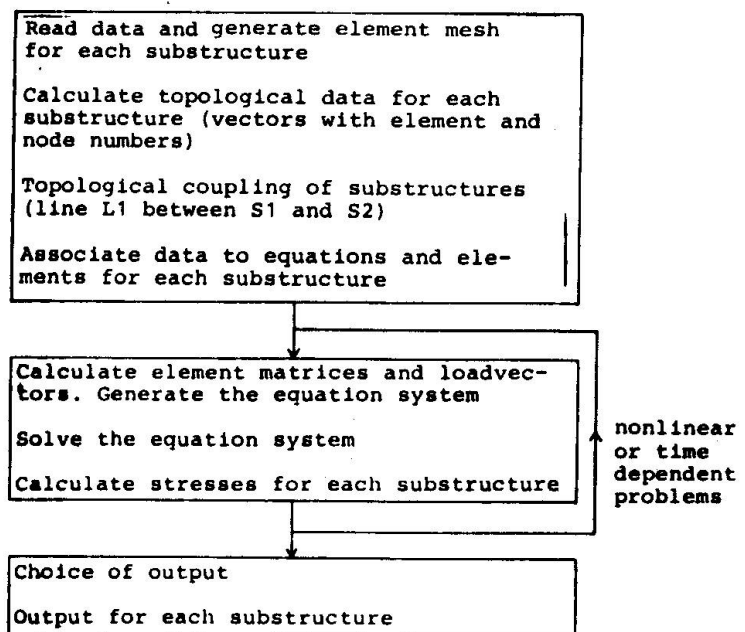 Read data and generate element mesh
for each substructure
Calculate topological data for each
substructure (vectors with element and
node numbers)
Topological coupling of substructures
(line L1 between S1 and S2)
Associate data to equations and ele-
ments for each substructure
Calculate element matrices and loadvec-
tors. Generate the equation system
Solve the equation system
Calculate stresses for each substructure
nonlinear
or time
dependent
problems
Choice of output
Output for each substructure